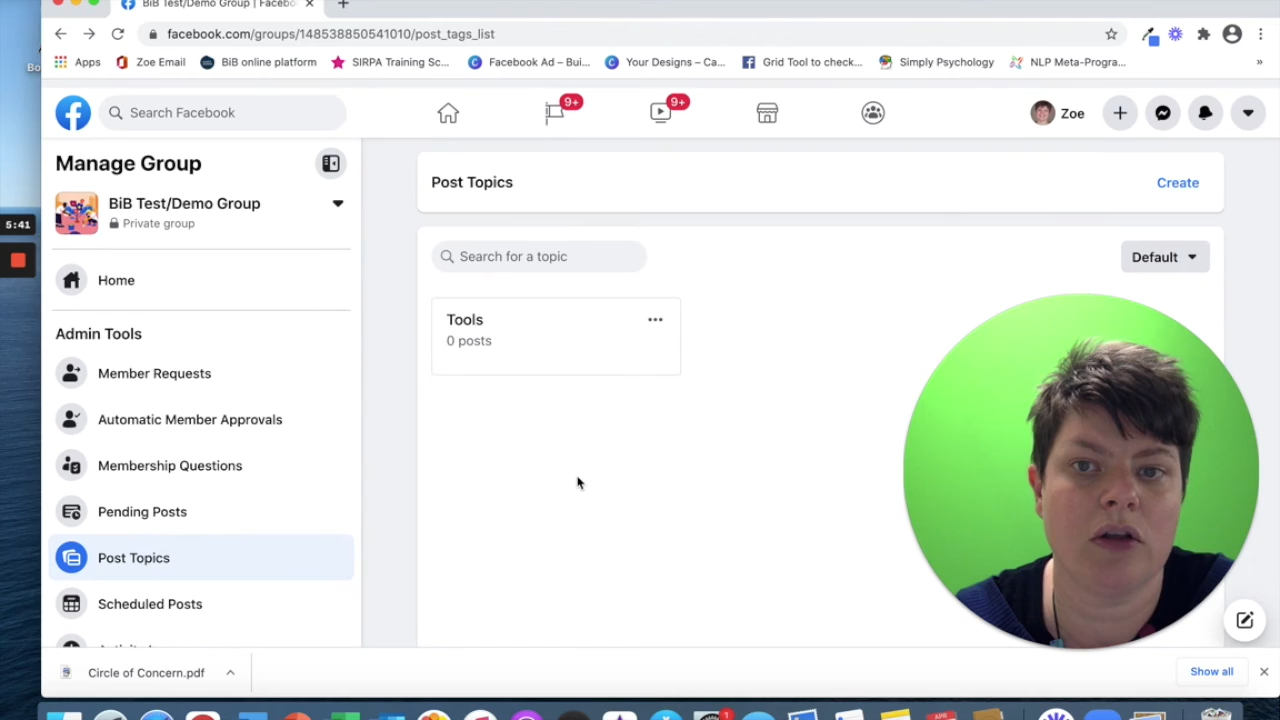 BiB Test/Demo Group | Facebo
facebook.com/groups/148538850541010/post_tags_list
Apps
Zoe Email
BiB online platform
SIRPA Training Sc...
Facebook Ad – Bui...
Your Designs – Ca...
Grid Tool to check...
Simply Psychology
NLP Meta-Progra...
»
Search Facebook
9+
9+
Zoe
Manage Group
BiB Test/Demo Group
Private group
5:41
Home
Admin Tools
Member Requests
Automatic Member Approvals
Membership Questions
Pending Posts
Post Topics
Scheduled Posts
Post Topics
Create
Search for a topic
Default
Tools
0 posts
Circle of Concern.pdf
Show all
1
APR